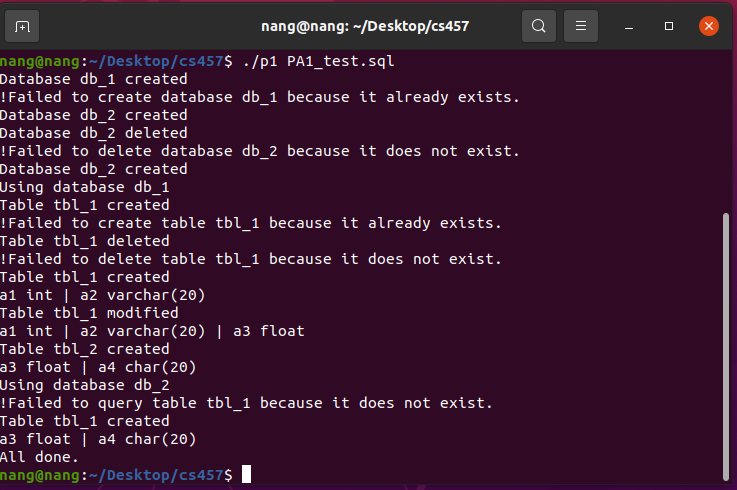 nang@nang: ~/Desktop/cs457
nang@nang:~/Desktop/cs457$ ./p1 PA1_test.sql
Database db_1 created
!Failed to create database db_1 because it already exists.
Database db_2 created
Database db_2 deleted
!Failed to delete database db_2 because it does not exist.
Database db_2 created
Using database db_1
Table tbl_1 created
!Failed to create table tbl_1 because it already exists.
Table tbl_1 deleted
!Failed to delete table tbl_1 because it does not exist.
Table tbl_1 created
a1 int | a2 varchar(20)
Table tbl_1 modified
a1 int | a2 varchar(20) | a3 float
Table tbl_2 created
a3 float | a4 char(20)
Using database db_2
!Failed to query table tbl_1 because it does not exist.
Table tbl_1 created
a3 float | a4 char(20)
All done.
nang@nang:~/Desktop/cs457$